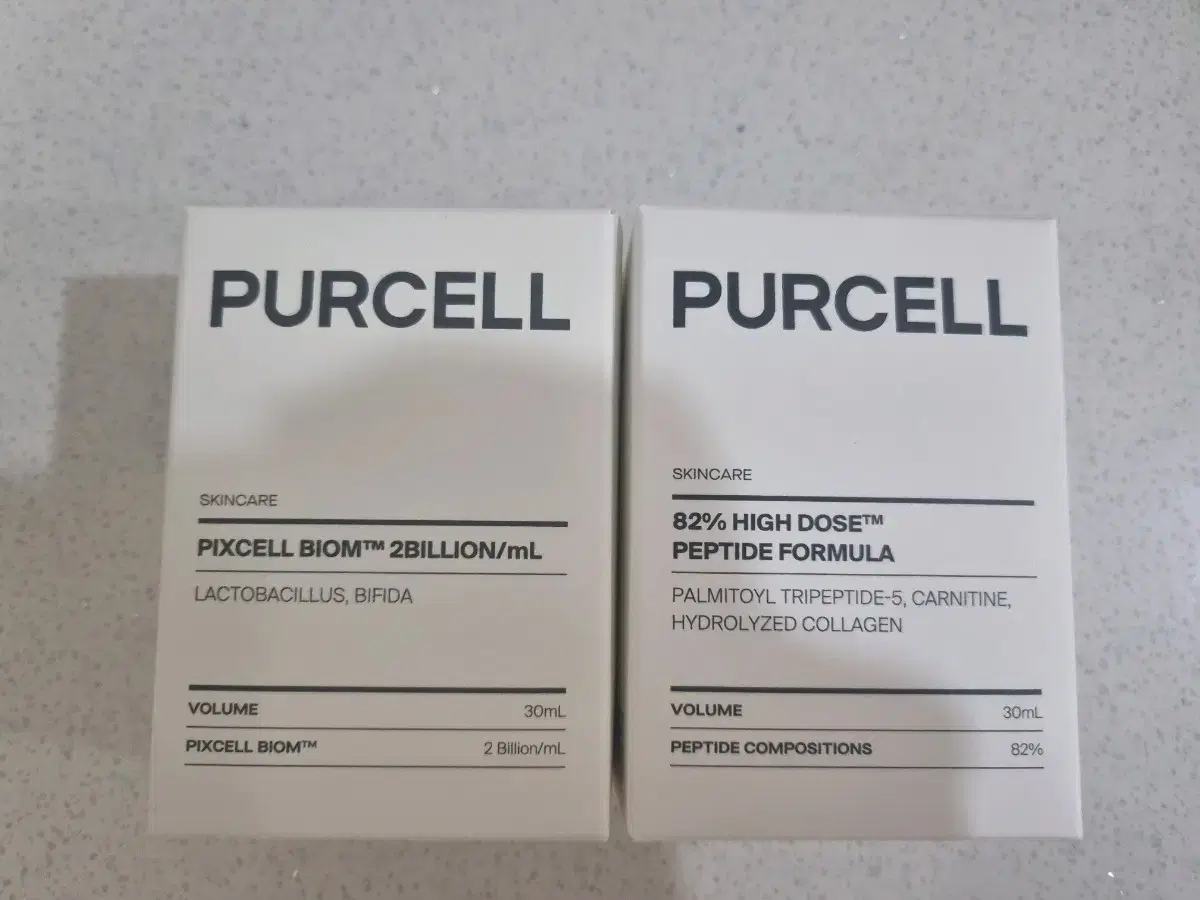 PURCELL
SKINCARE
PIXCELL BIOM™ 2BILLION/mL
LACTOBACILLUS, BIFIDA
VOLUME 30mL
PIXCELL BIOM™ 2 Billion/mL
PURCELL
SKINCARE
82% HIGH DOSE™
PEPTIDE FORMULA
PALMITOYL TRIPEPTIDE-5, CARNITINE,
HYDROLYZED COLLAGEN
VOLUME 30mL
PEPTIDE COMPOSITIONS 82%